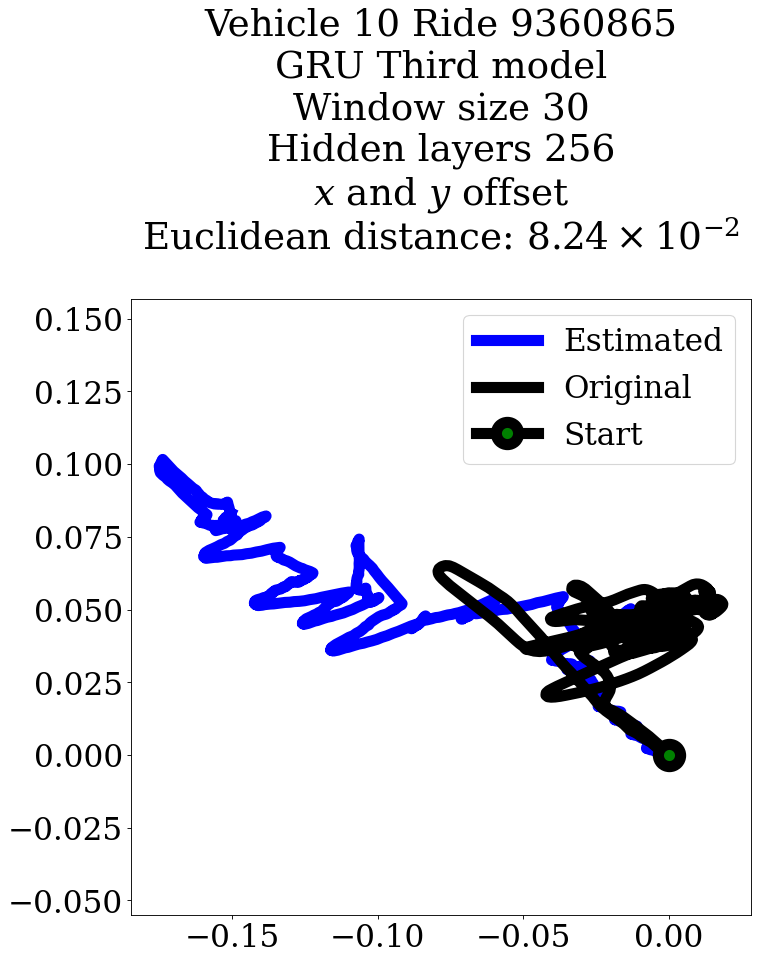 Vehicle 10 Ride 9360865
GRU Third model
Window size 30
Hidden layers 256
x and y offset
Euclidean distance: 8.24 × 10⁻²
Estimated
Original
Start
0.150
0.125
0.100
0.075
0.050
0.025
0.000
−0.025
−0.050
−0.15 −0.10 −0.05 0.00